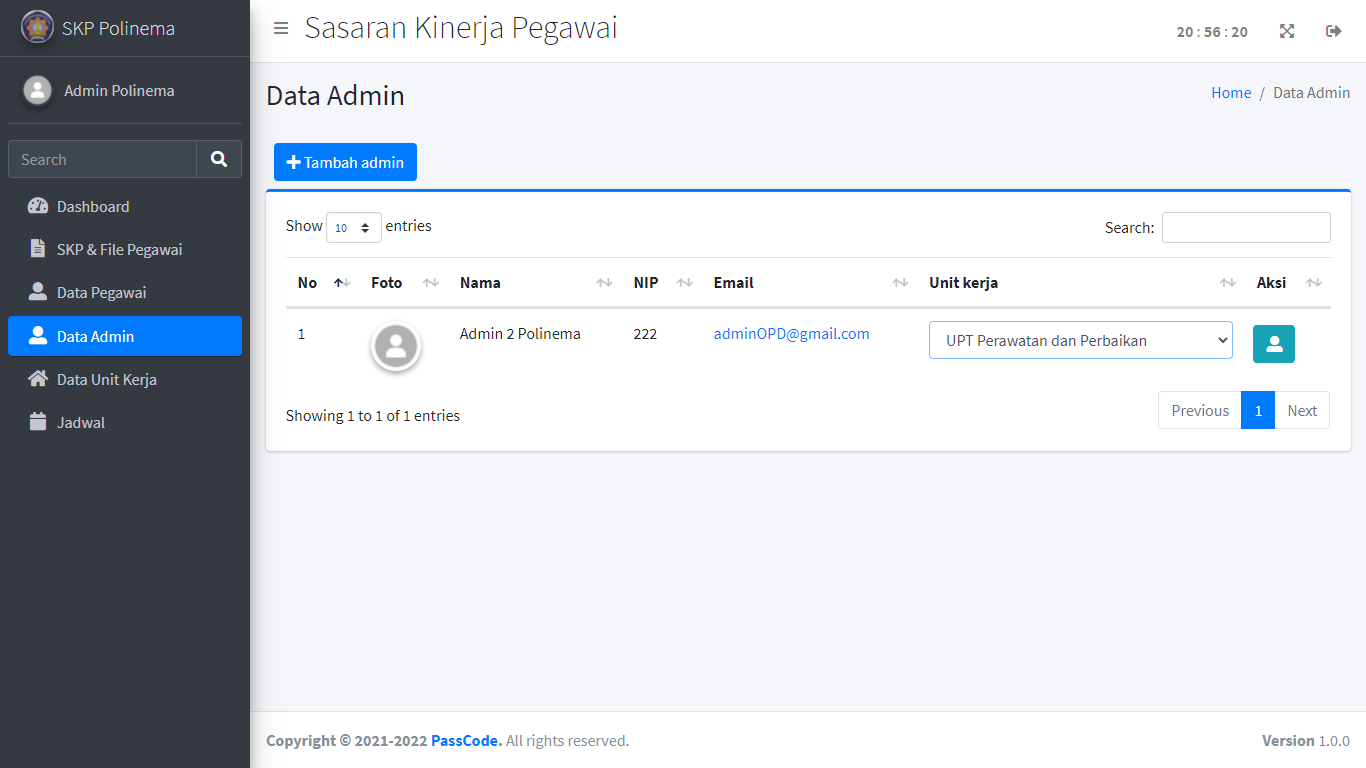 SKP Polinema
Sasaran Kinerja Pegawai
20 : 56 : 20
Admin Polinema
Search
Dashboard
SKP & File Pegawai
Data Pegawai
Data Admin
Data Unit Kerja
Jadwal
Data Admin
Home / Data Admin
Tambah admin
Show 10 entries
Search:
No Foto Nama NIP Email Unit kerja Aksi
1 Admin 2 Polinema 222 adminOPD@gmail.com UPT Perawatan dan Perbaikan
Showing 1 to 1 of 1 entries
Previous 1 Next
Copyright © 2021-2022 PassCode. All rights reserved.
Version 1.0.0